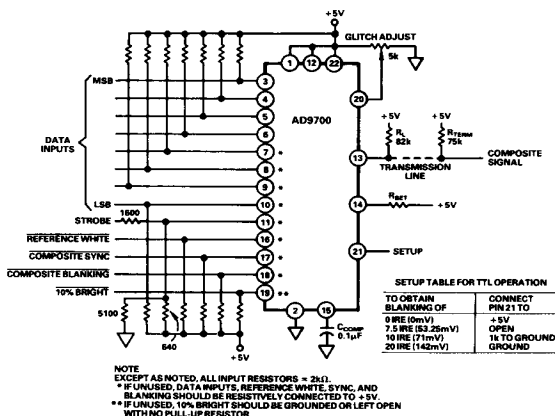 +5V
GLITCH ADJUST
5k
1
12
22
MSB
3
20
4
5
AD9700
+5V
+5V
6
RL
82k
RTERM
75k
DATA
INPUTS
7 *
13
COMPOSITE
SIGNAL
8 *
TRANSMISSION
LINE
9 *
LSB
10 *
14
RSET
+5V
STROBE
1600
11 *
REFERENCE WHITE
16 *
COMPOSITE SYNC
17 *
21
SETUP
COMPOSITE BLANKING
18 *
10% BRIGHT
19 **
SETUP TABLE FOR TTL OPERATION
TO OBTAIN
BLANKING OF
CONNECT
PIN 21 TO
0 IRE (0mV) +5V
7.5 IRE (53.25mV) OPEN
10 IRE (71mV) 1k TO GROUND
20 IRE (142mV) GROUND
2
15
5100
640
CCOMP
0.1μF
+5V
NOTE
EXCEPT AS NOTED, ALL INPUT RESISTORS = 2kΩ.
* IF UNUSED, DATA INPUTS, REFERENCE WHITE, SYNC, AND
BLANKING SHOULD BE RESISTIVELY CONNECTED TO +5V.
** IF UNUSED, 10% BRIGHT SHOULD BE GROUNDED OR LEFT OPEN
WITH NO PULL-UP RESISTOR.